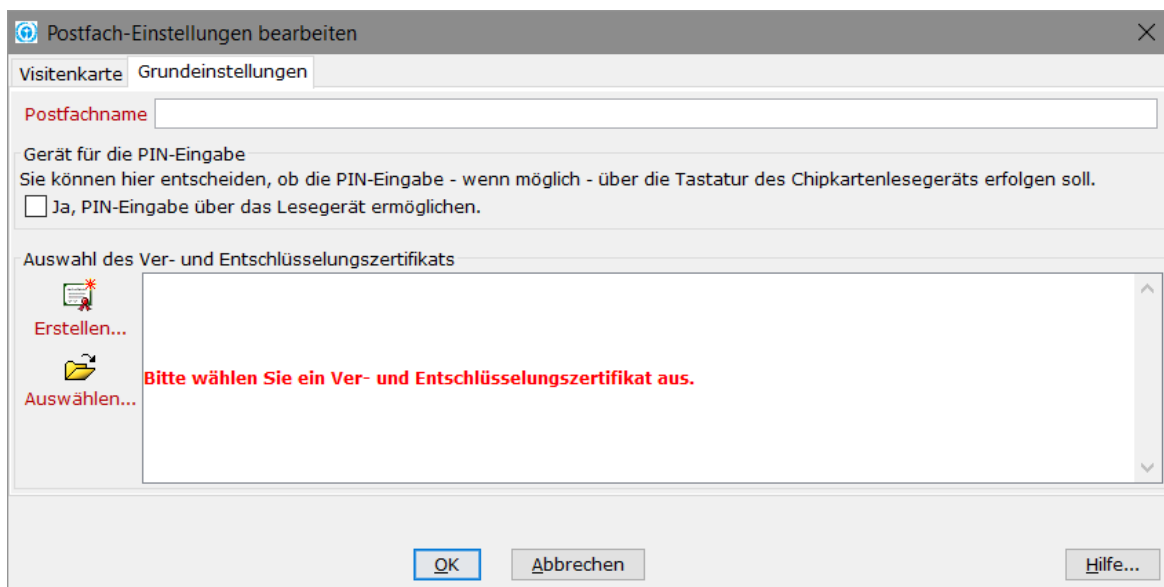 Postfach-Einstellungen bearbeiten
Visitenkarte Grundeinstellungen
Postfachname
Gerät für die PIN-Eingabe
Sie können hier entscheiden, ob die PIN-Eingabe - wenn möglich - über die Tastatur des Chipkartenlesegeräts erfolgen soll.
Ja, PIN-Eingabe über das Lesegerät ermöglichen.
Auswahl des Ver- und Entschlüsselungszertifikats
Erstellen...
Bitte wählen Sie ein Ver- und Entschlüsselungszertifikat aus.
Auswählen...
OK Abbrechen Hilfe...